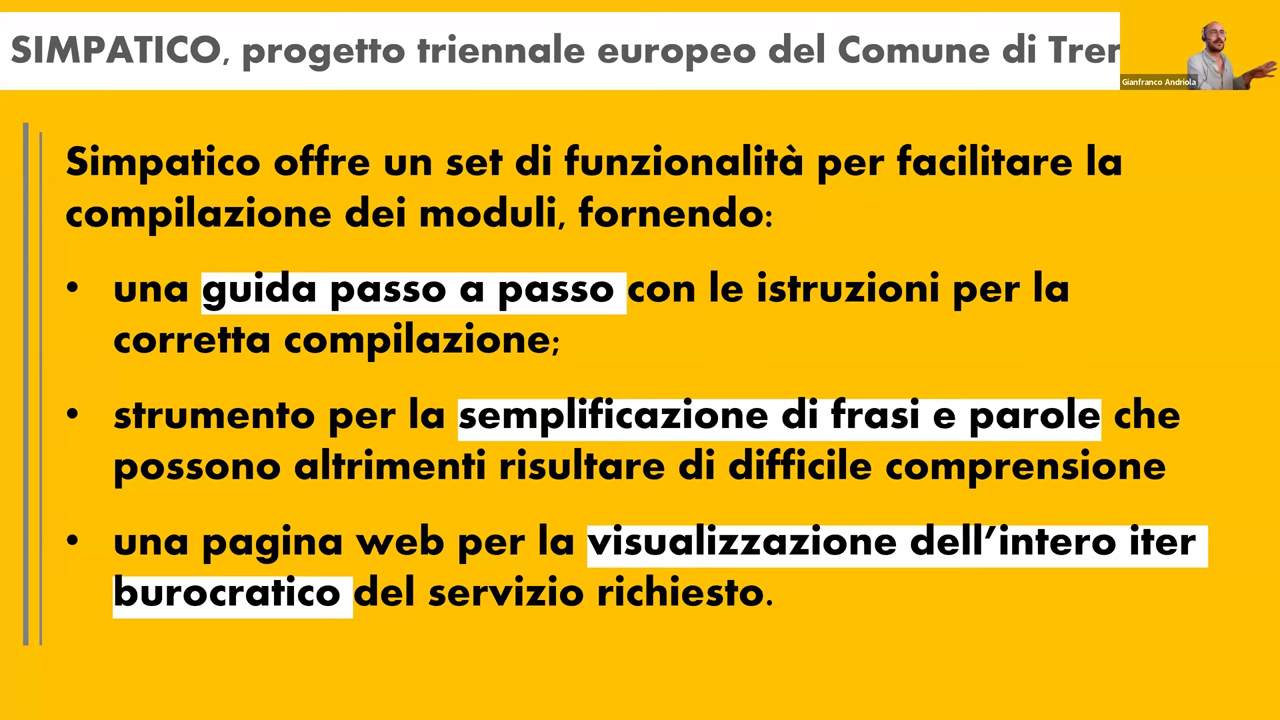 SIMPATICO, progetto triennale europeo del Comune di
Gianfranco Andriola
Simpatico offre un set di funzionalità per facilitare la
compilazione dei moduli, fornendo:
• una guida passo a passo con le istruzioni per la
corretta compilazione;
• strumento per la semplificazione di frasi e parole che
possono altrimenti risultare di difficile comprensione
• una pagina web per la visualizzazione dell’intero iter
burocratico del servizio richiesto.